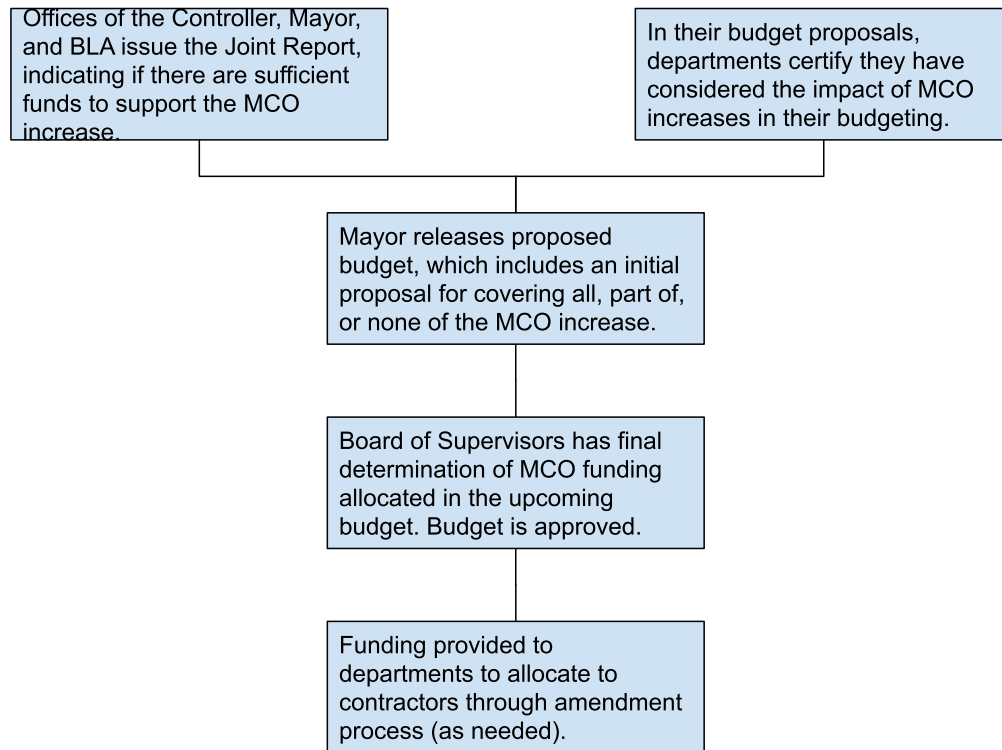 Offices of the Controller, Mayor,
and BLA issue the Joint Report,
indicating if there are sufficient
funds to support the MCO
increase.
In their budget proposals,
departments certify they have
considered the impact of MCO
increases in their budgeting.
Mayor releases proposed
budget, which includes an initial
proposal for covering all, part of,
or none of the MCO increase.
Board of Supervisors has final
determination of MCO funding
allocated in the upcoming
budget. Budget is approved.
Funding provided to
departments to allocate to
contractors through amendment
process (as needed).